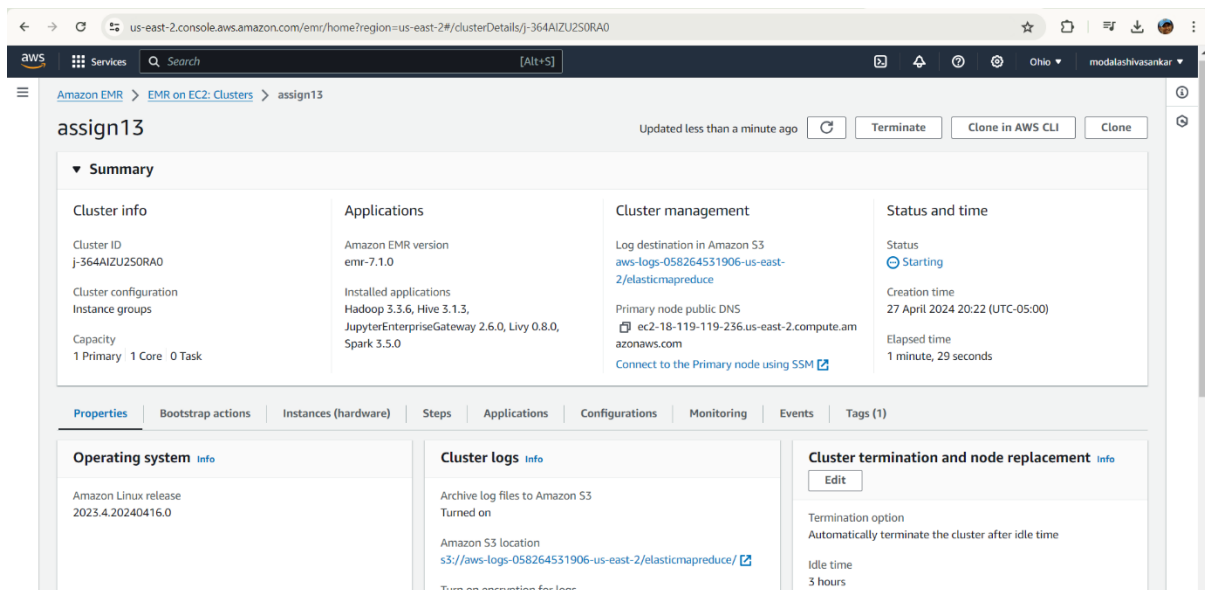 us-east-2.console.aws.amazon.com/emr/home?region=us-east-2#/clusterDetails/j-364AIZU2S0RA0
aws Services Search [Alt+S] Ohio modalashivasankar
Amazon EMR > EMR on EC2: Clusters > assign13
assign13
Updated less than a minute ago Terminate Clone in AWS CLI Clone
Summary
Cluster info
Cluster ID
j-364AIZU2S0RA0
Cluster configuration
Instance groups
Capacity
1 Primary 1 Core 0 Task
Applications
Amazon EMR version
emr-7.1.0
Installed applications
Hadoop 3.3.6, Hive 3.1.3,
JupyterEnterpriseGateway 2.6.0, Livy 0.8.0,
Spark 3.5.0
Cluster management
Log destination in Amazon S3
aws-logs-058264531906-us-east-
2/elasticmapreduce
Primary node public DNS
ec2-18-119-119-236.us-east-2.compute.am
azonaws.com
Connect to the Primary node using SSM
Status and time
Status
Starting
Creation time
27 April 2024 20:22 (UTC-05:00)
Elapsed time
1 minute, 29 seconds
Properties Bootstrap actions Instances (hardware) Steps Applications Configurations Monitoring Events Tags (1)
Operating system Info
Amazon Linux release
2023.4.20240416.0
Cluster logs Info
Archive log files to Amazon S3
Turned on
Amazon S3 location
s3://aws-logs-058264531906-us-east-2/elasticmapreduce/
Turn on encryption for logs
Cluster termination and node replacement Info
Edit
Termination option
Automatically terminate the cluster after idle time
Idle time
3 hours